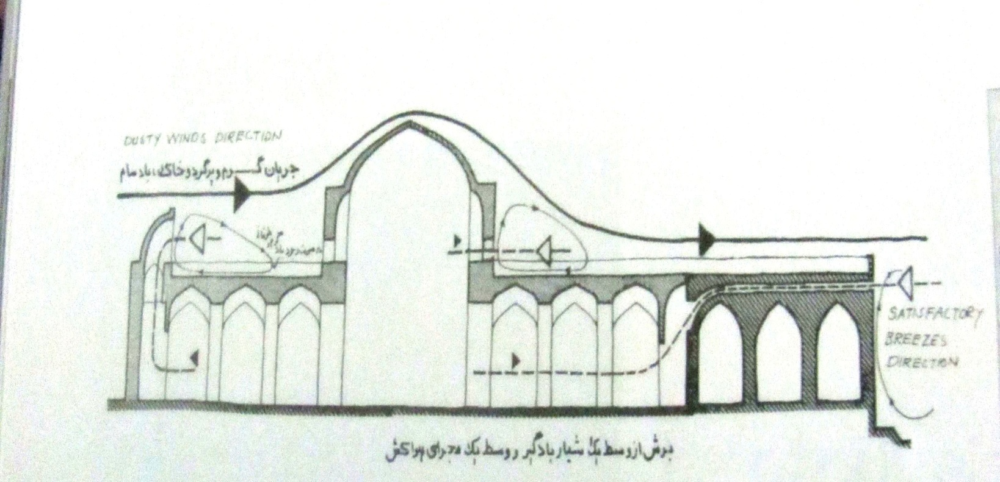 DUSTY WINDS DIRECTION
جریان گـــرم و پرگرد و خاک، باد سام
SATISFACTORY
BREEZES
DIRECTION
برش از وسط یک شیار بادگیر و وسط یک مجرای هواکش